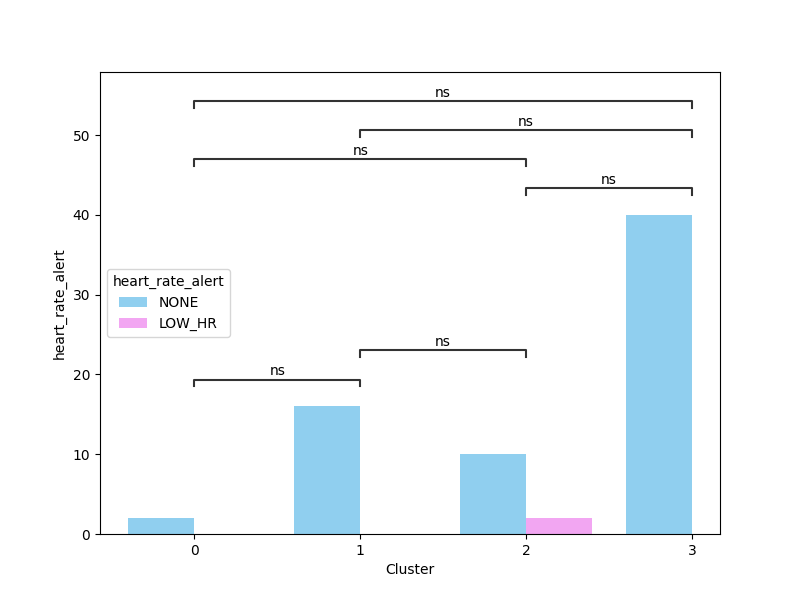 ns
ns
ns
ns
ns
ns
50
40
30
20
10
0
heart_rate_alert
heart_rate_alert
NONE
LOW_HR
0 1 2 3
Cluster